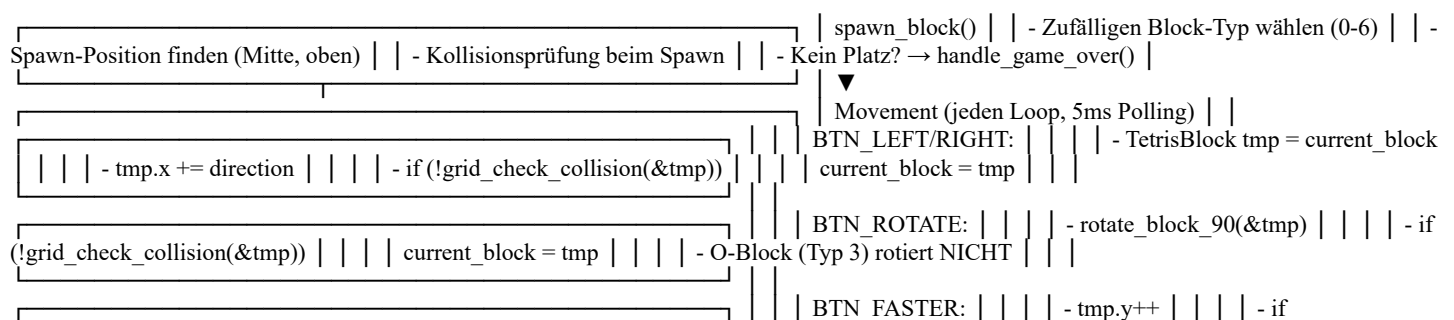 ┌─────────────────────────────────────────────┐ │ spawn_block() │ │ - Zufälligen Block-Typ wählen (0-6) │ │ -
Spawn-Position finden (Mitte, oben) │ │ - Kollisionsprüfung beim Spawn │ │ - Kein Platz? → handle_game_over() │
└──────────────────┬──────────────────────────┘ │ ▼
┌─────────────────────────────────────────────┐ │ Movement (jeden Loop, 5ms Polling) │ │
┌───────────────────────────────────────┐ │ │ │ BTN_LEFT/RIGHT: │ │ │ │ - TetrisBlock tmp = current_block
│ │ │ │ - tmp.x += direction │ │ │ │ - if (!grid_check_collision(&tmp)) │ │ │ │ current_block = tmp │ │ │
└───────────────────────────────────────┘ │ │
┌───────────────────────────────────────┐ │ │ │ BTN_ROTATE: │ │ │ │ - rotate_block_90(&tmp) │ │ │ │ - if
(!grid_check_collision(&tmp)) │ │ │ │ current_block = tmp │ │ │ │ - O-Block (Typ 3) rotiert NICHT │ │ │
└───────────────────────────────────────┘ │ │
┌───────────────────────────────────────┐ │ │ │ BTN_FASTER: │ │ │ │ - tmp.y++ │ │ │ │ - if